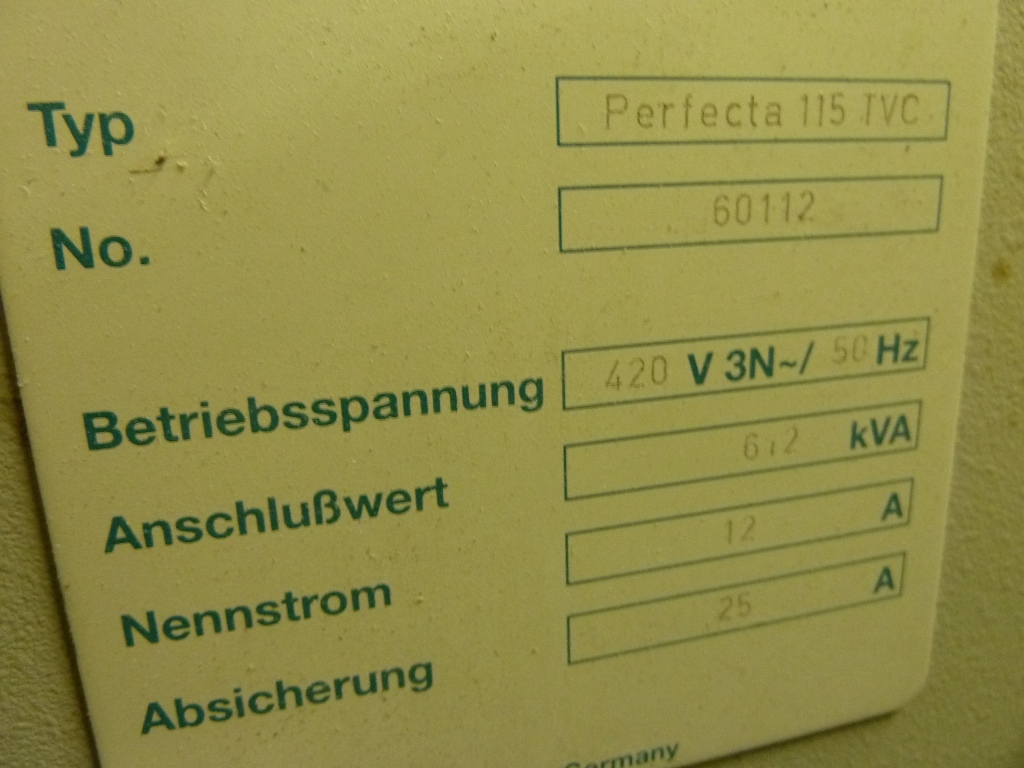 Typ Perfecta 115 TVC
No. 60112
Betriebsspannung 420 V 3N~/ 50 Hz
Anschlußwert 6,2 kVA
Nennstrom 12 A
Absicherung 25 A
Germany